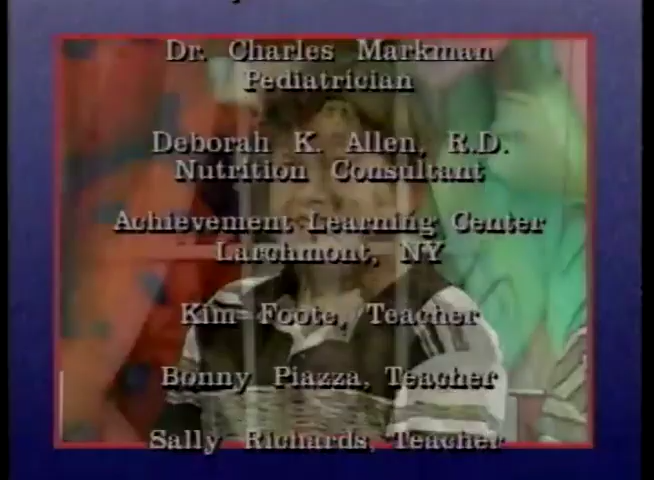 Dr. Charles Markman
Pediatrician
Deborah K. Allen, R.D.
Nutrition Consultant
Achievement Learning Center
Larchmont, NY
Kim Foote, Teacher
Bonny Piazza, Teacher
Sally Richards, Teacher